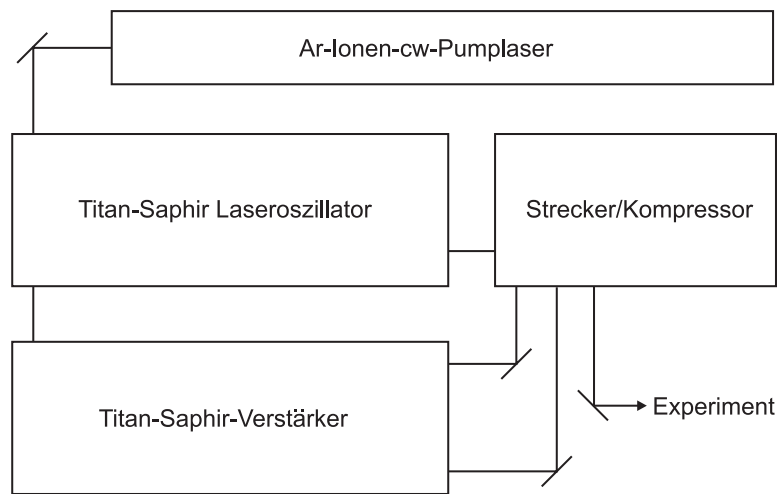 Ar-Ionen-cw-Pumplaser
Titan-Saphir Laseroszillator
Strecker/Kompressor
Titan-Saphir-Verstärker
Experiment